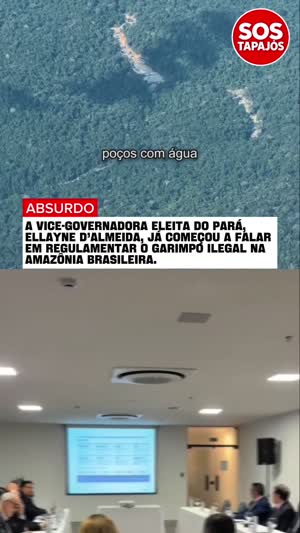 SOS
TAPAJÓS
poços com água
ABSURDO
A VICE-GOVERNADORA ELEITA DO PARÁ,
ELLAYNE D'ALMEIDA, JÁ COMEÇOU A FALAR
EM REGULAMENTAR O GARIMPO ILEGAL NA
AMAZÔNIA BRASILEIRA.